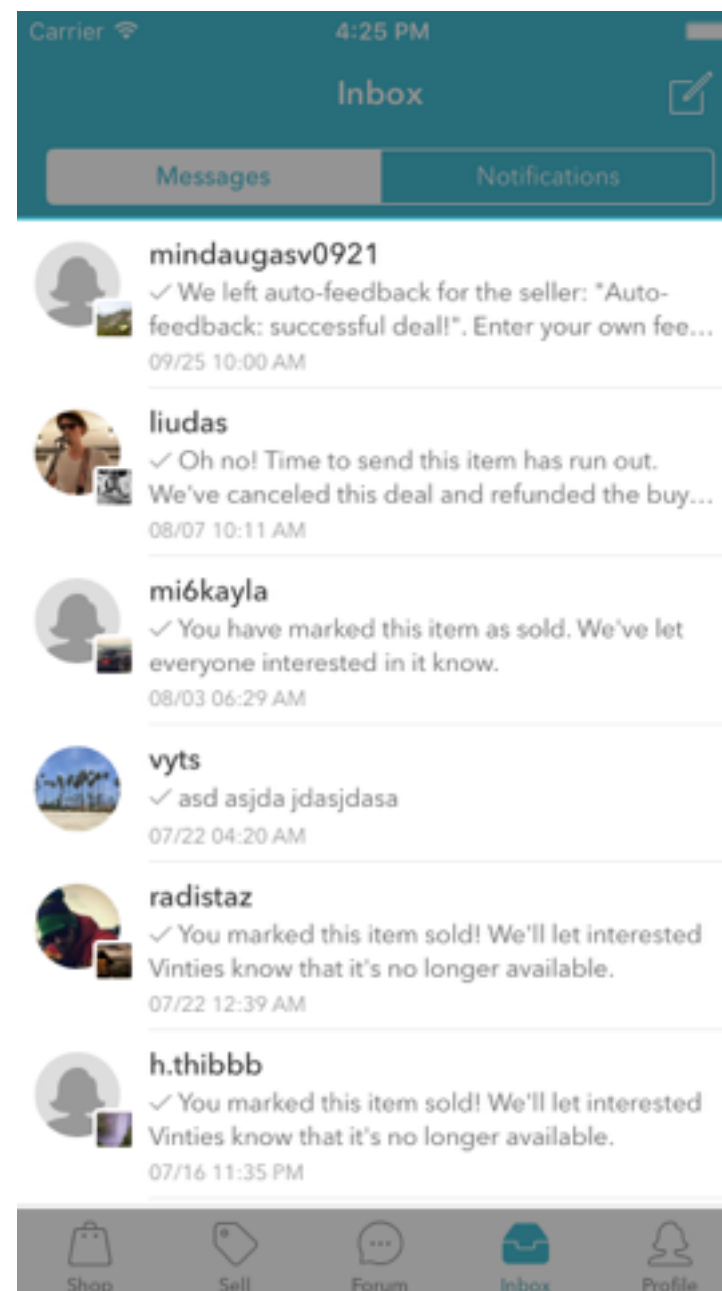 Carrier 4:25 PM
Inbox
Messages Notifications
mindaugasv0921
✓ We left auto-feedback for the seller: "Auto-
feedback: successful deal!". Enter your own fee...
09/25 10:00 AM
liudas
✓ Oh no! Time to send this item has run out.
We've canceled this deal and refunded the buy...
08/07 10:11 AM
mi6kayla
✓ You have marked this item as sold. We've let
everyone interested in it know.
08/03 06:29 AM
vyts
✓ asd asjda jdasjdasa
07/22 04:20 AM
radistaz
✓ You marked this item sold! We'll let interested
Vinties know that it's no longer available.
07/22 12:39 AM
h.thibbb
✓ You marked this item sold! We'll let interested
Vinties know that it's no longer available.
07/16 11:35 PM
Shop Sell Forum Inbox Profile